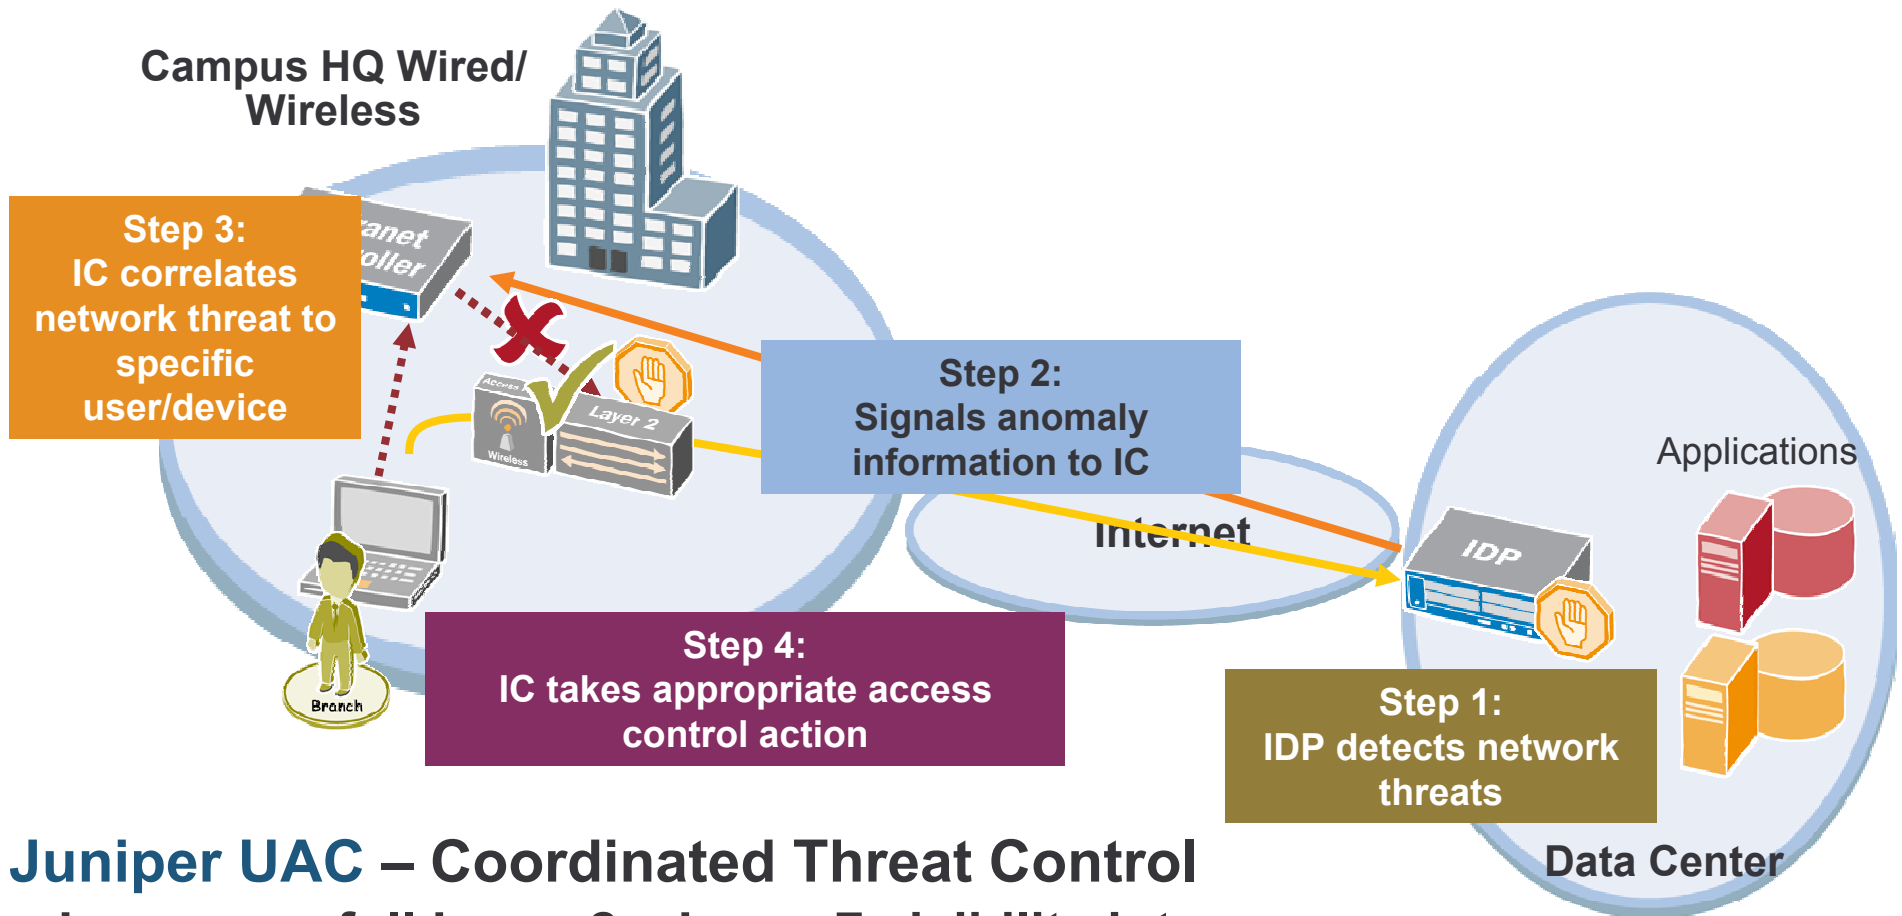 Campus HQ Wired/
Wireless
Step 3:
IC correlates
network threat to
specific
user/device
Access
Wireless
Layer 2
Step 2:
Signals anomaly
information to IC
Internet
Applications
IDP
Branch
Step 4:
IC takes appropriate access
control action
Step 1:
IDP detects network
threats
Data Center
Juniper UAC – Coordinated Threat Control